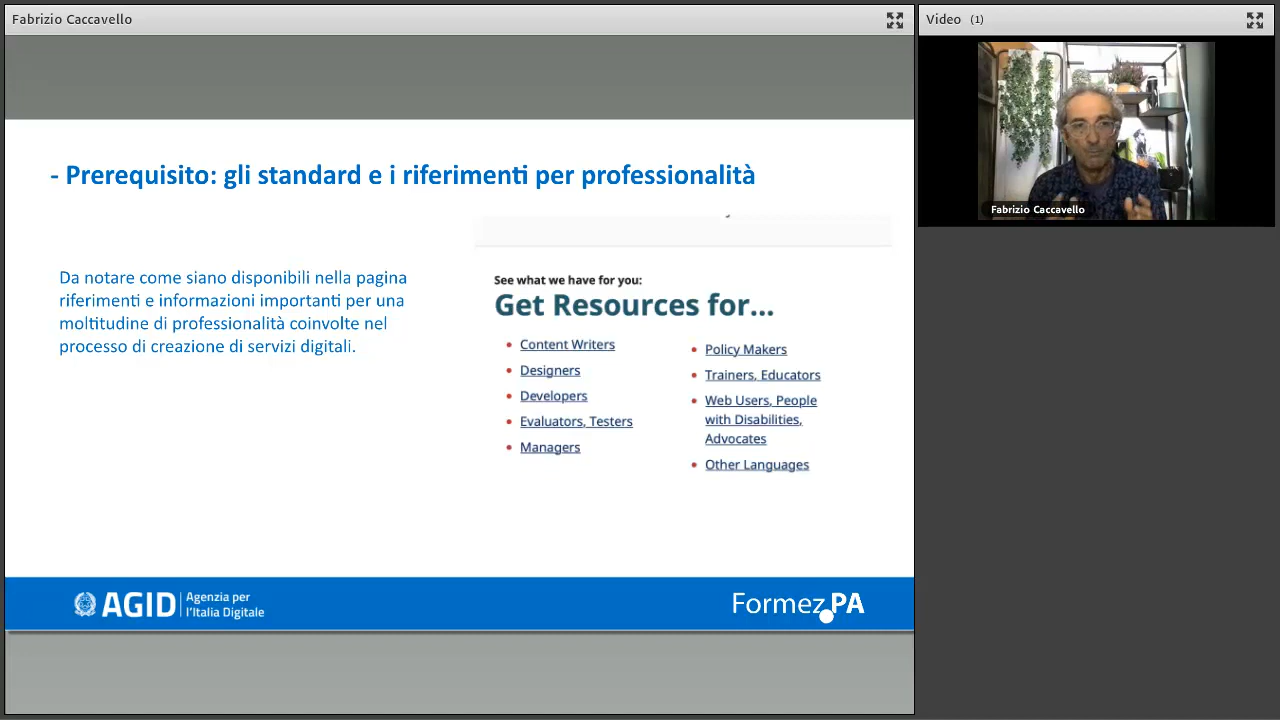 Fabrizio Caccavello
Video (1)
Fabrizio Caccavello
- Prerequisito: gli standard e i riferimenti per professionalità
Da notare come siano disponibili nella pagina
riferimenti e informazioni importanti per una
moltitudine di professionalità coinvolte nel
processo di creazione di servizi digitali.
See what we have for you:
Get Resources for...
• Content Writers
• Designers
• Developers
• Evaluators, Testers
• Managers
• Policy Makers
• Trainers, Educators
• Web Users, People
with Disabilities,
Advocates
• Other Languages
AGID
Agenzia per
l'Italia Digitale
Formez PA